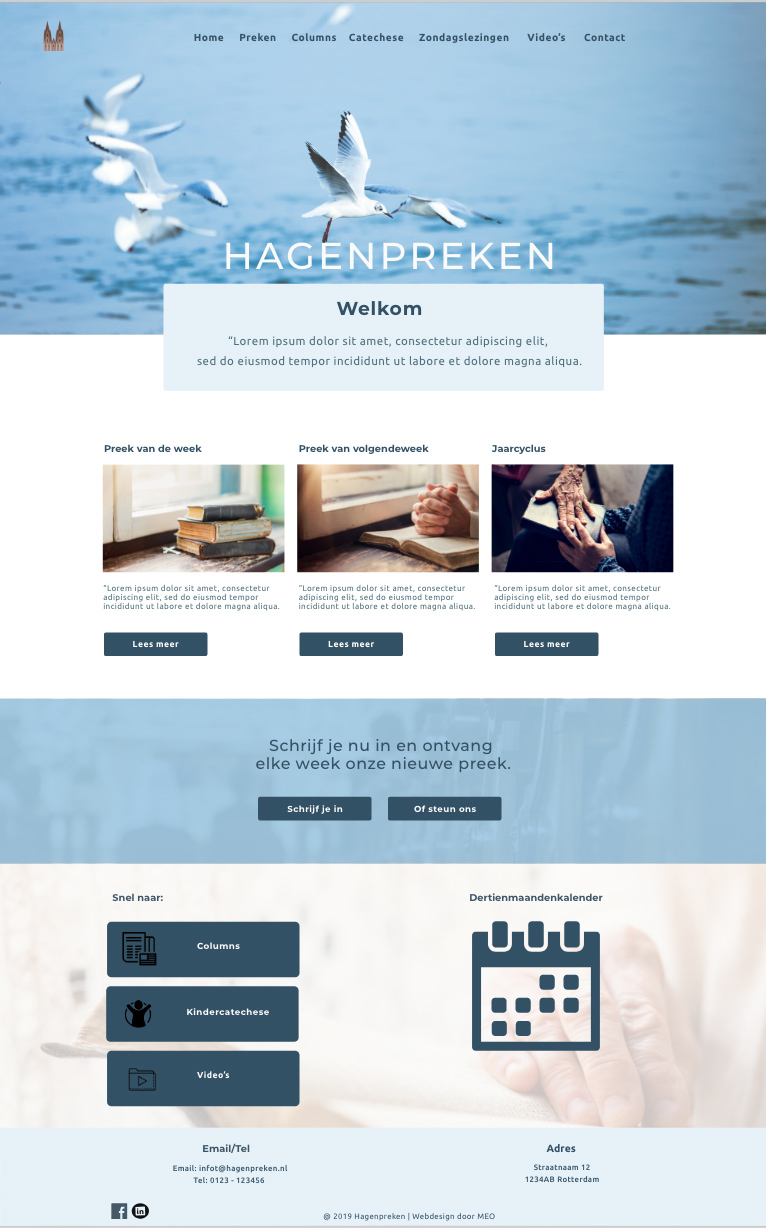 Home Preken Columns Catechese Zondagslezingen Video's Contact
HAGENPREKEN
Welkom
"Lorem ipsum dolor sit amet, consectetur adipiscing elit,
sed do eiusmod tempor incididunt ut labore et dolore magna aliqua.
Preek van de week
"Lorem ipsum dolor sit amet, consectetur
adipiscing elit, sed do eiusmod tempor
incididunt ut labore et dolore magna aliqua.
Lees meer
Preek van volgendeweek
"Lorem ipsum dolor sit amet, consectetur
adipiscing elit, sed do eiusmod tempor
incididunt ut labore et dolore magna aliqua.
Lees meer
Jaarcyclus
"Lorem ipsum dolor sit amet, consectetur
adipiscing elit, sed do eiusmod tempor
incididunt ut labore et dolore magna aliqua.
Lees meer
Schrijf je nu in en ontvang
elke week onze nieuwe preek.
Schrijf je in
Of steun ons
Snel naar:
Columns
Kindercatechese
Video's
Dertienmaandenkalender
Email/Tel
Email: infot@hagenpreken.nl
Tel: 0123 - 123456
Adres
Straatnaam 12
1234AB Rotterdam
f
in
@ 2019 Hagenpreken | Webdesign door MEO